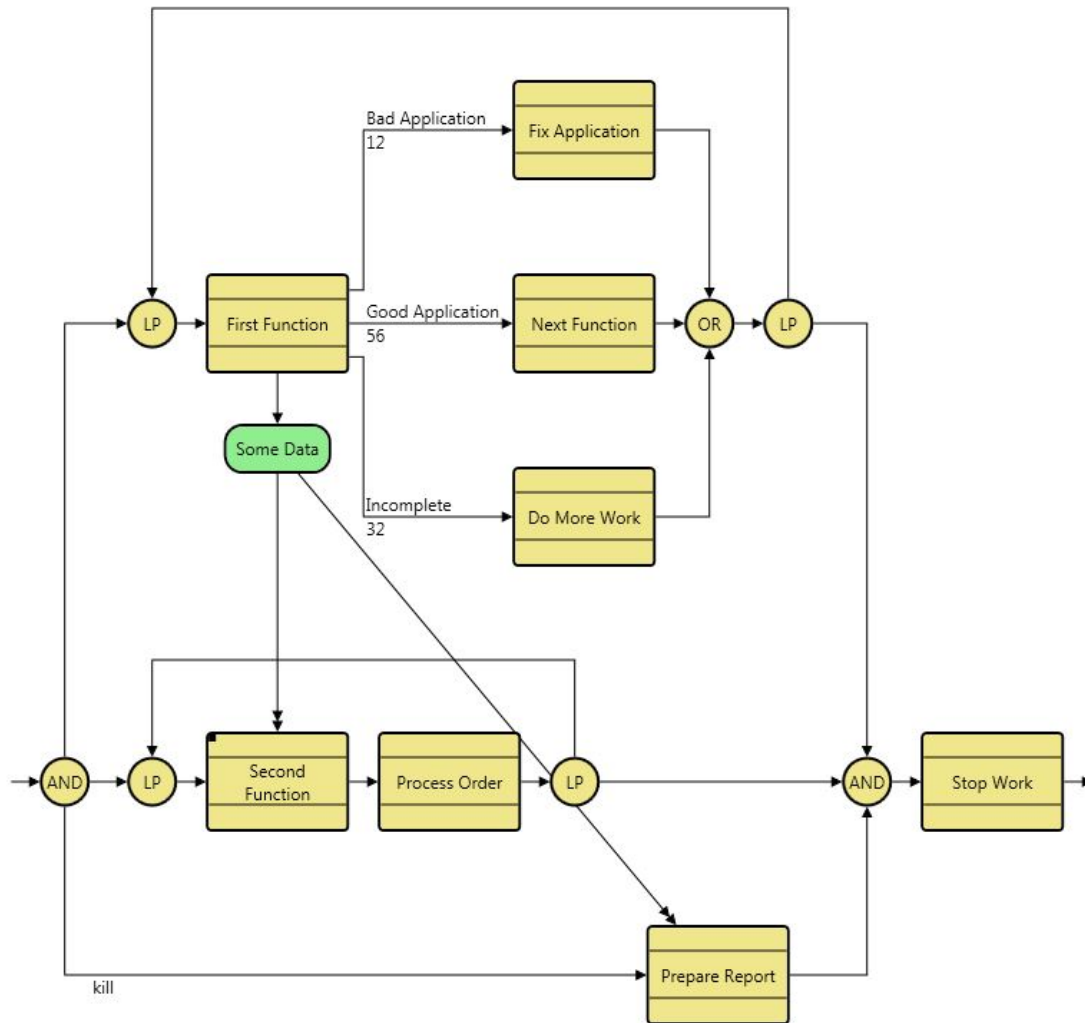 Bad Application
12
Fix Application
LP
First Function
Good Application
56
Next Function
OR
LP
Some Data
Incomplete
32
Do More Work
AND
LP
Second
Function
Process Order
LP
AND
Stop Work
Prepare Report
kill